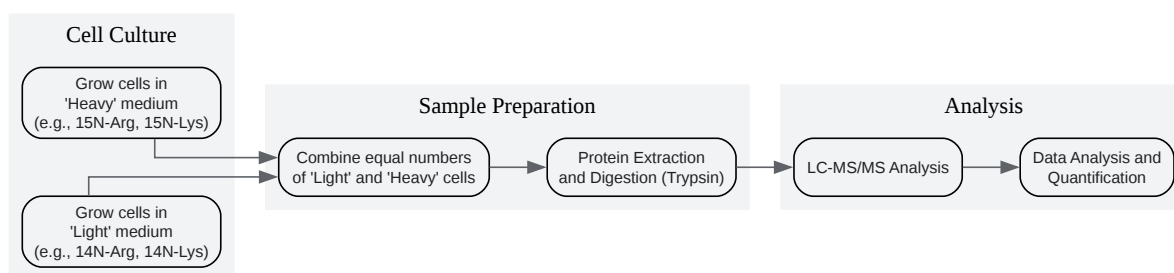 Cell Culture
Grow cells in
'Heavy' medium
(e.g., 15N-Arg, 15N-Lys)
Grow cells in
'Light' medium
(e.g., 14N-Arg, 14N-Lys)
Sample Preparation
Combine equal numbers
of 'Light' and 'Heavy' cells
Protein Extraction
and Digestion (Trypsin)
Analysis
LC-MS/MS Analysis
Data Analysis and
Quantification